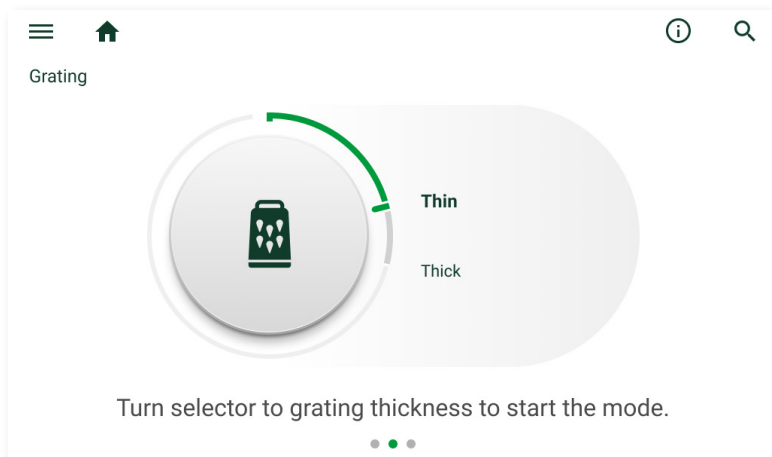 Grating
Thin
Thick
Turn selector to grating thickness to start the mode.